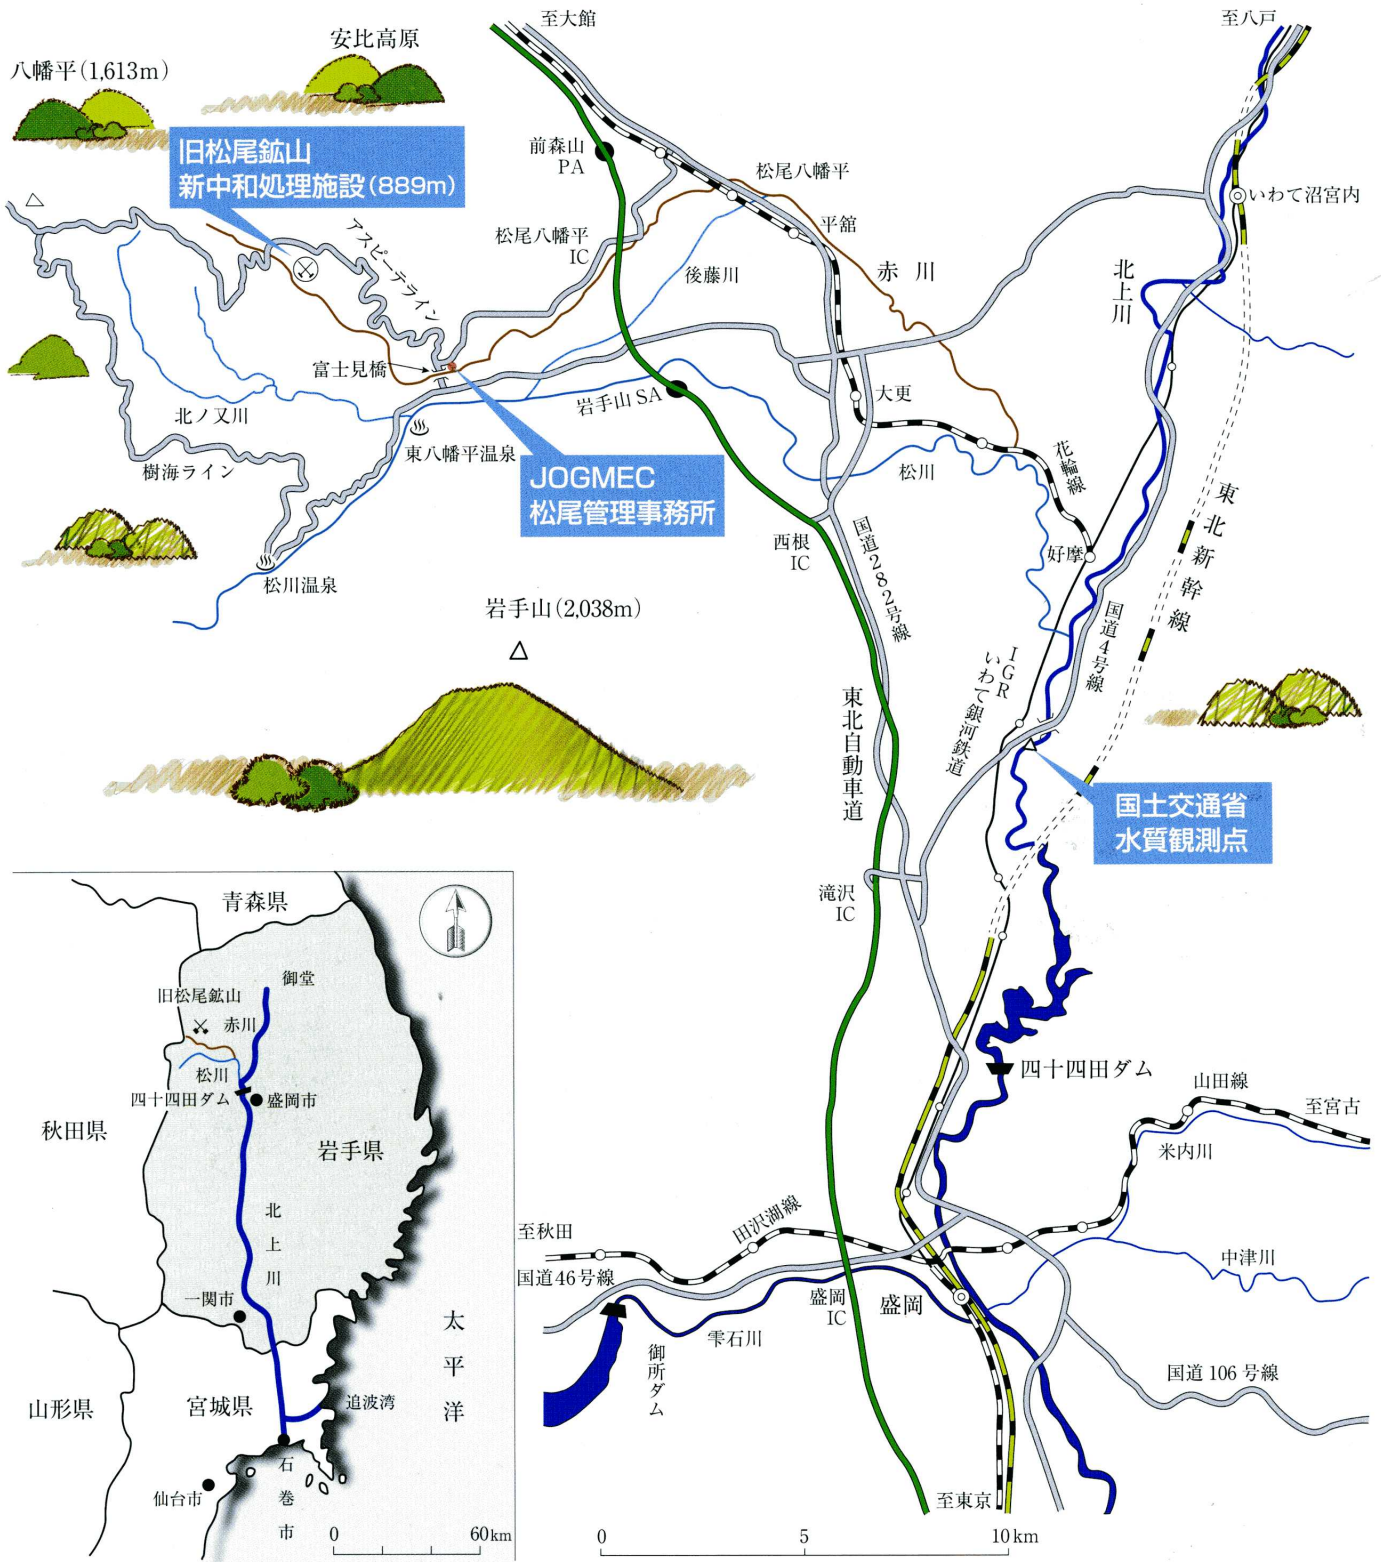 至大館
至八戸
安比高原
八幡平(1,613m)
旧松尾鉱山
新中和処理施設(889m)
前森山
PA
松尾八幡平
いわて沼宮内
アスピーテライン
松尾八幡平
IC
平舘
後藤川
赤川
北上川
富士見橋
大更
岩手山 SA
北ノ又川
東八幡平温泉
花輪線
樹海ライン
JOGMEC
松尾管理事務所
松川
東北新幹線
国道282号線
西根
IC
好摩
松川温泉
岩手山(2,038m)
国道4号線
IGR
いわて銀河鉄道
東北自動車道
国土交通省
水質観測点
滝沢
IC
四十四田ダム
山田線
至宮古
米内川
至秋田
田沢湖線
国道46号線
中津川
盛岡
IC
盛岡
雫石川
御所ダム
国道 106 号線
至東京
0 5 10km
青森県
御堂
旧松尾鉱山
赤川
松川
四十四田ダム
盛岡市
秋田県
岩手県
北上川
一関市
太平洋
山形県
宮城県
追波湾
石巻市
仙台市
0 60km